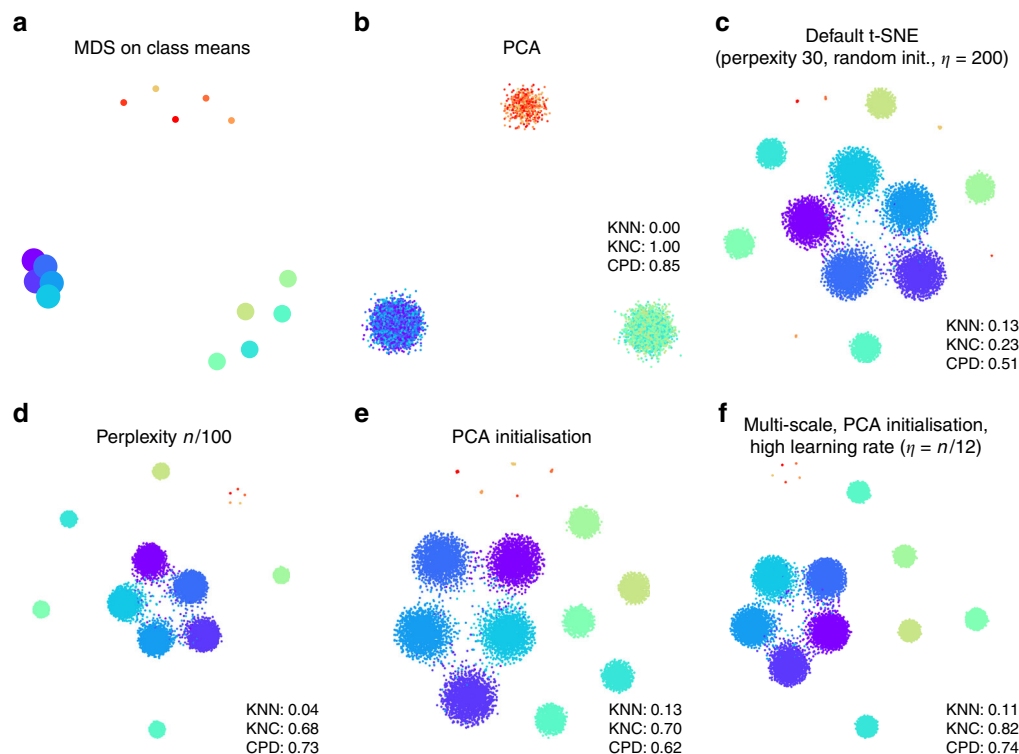 a
MDS on class means
b
PCA
KNN: 0.00
KNC: 1.00
CPD: 0.85
c
Default t-SNE
(perpexity 30, random init., η = 200)
KNN: 0.13
KNC: 0.23
CPD: 0.51
d
Perplexity n/100
KNN: 0.04
KNC: 0.68
CPD: 0.73
e
PCA initialisation
KNN: 0.13
KNC: 0.70
CPD: 0.62
f
Multi-scale, PCA initialisation,
high learning rate (η = n/12)
KNN: 0.11
KNC: 0.82
CPD: 0.74